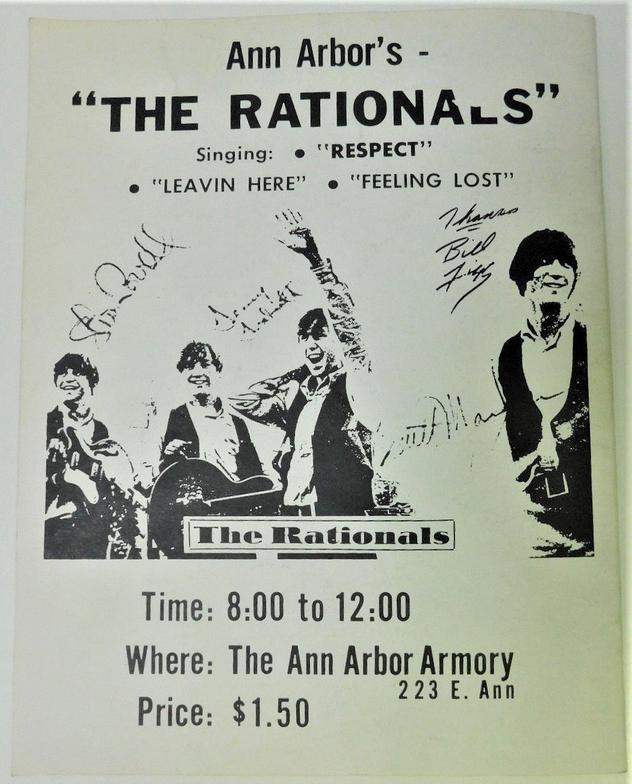 Ann Arbor's -
"THE RATIONALS"
Singing: • "RESPECT"
• "LEAVIN HERE" • "FEELING LOST"
Thanks
Bill
Figg
The Rationals
Time: 8:00 to 12:00
Where: The Ann Arbor Armory
223 E. Ann
Price: $1.50